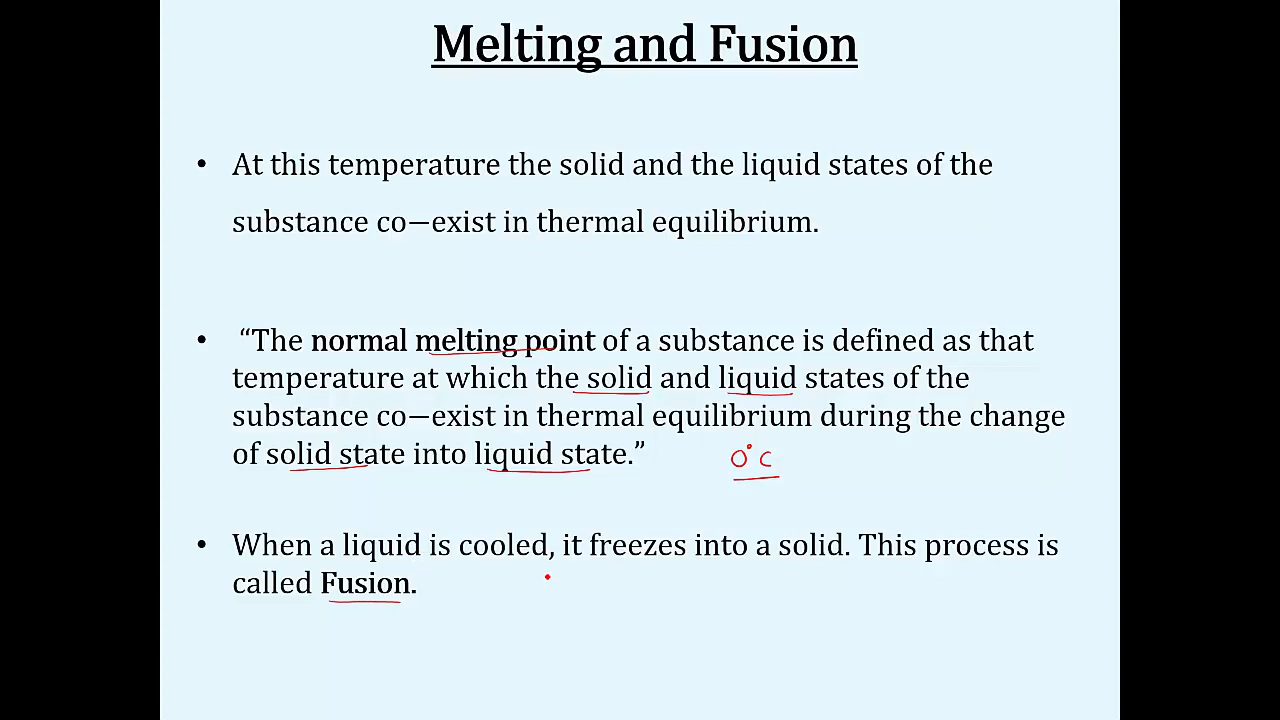 Melting and Fusion
• At this temperature the solid and the liquid states of the
substance co—exist in thermal equilibrium.
• “The normal melting point of a substance is defined as that
temperature at which the solid and liquid states of the
substance co—exist in thermal equilibrium during the change
of solid state into liquid state.”
0°C
• When a liquid is cooled, it freezes into a solid. This process is
called Fusion.